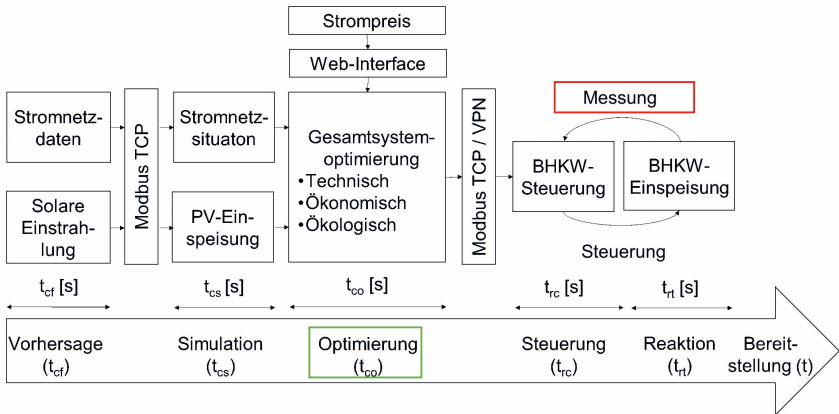 Strompreis
Web-Interface
Stromnetz-
daten
Modbus TCP
Stromnetz-
situaton
Gesamtsystem-
optimierung
•Technisch
•Ökonomisch
•Ökologisch
Modbus TCP / VPN
Messung
BHKW-
Steuerung
BHKW-
Einspeisung
Solare
Einstrah-
lung
PV-Ein-
speisung
Steuerung
tcf [s]
tcs [s]
tco [s]
trc [s]
trt [s]
Vorhersage
(tcf)
Simulation
(tcs)
Optimierung
(tco)
Steuerung
(trc)
Reaktion
(trt)
Bereit-
stellung (t)